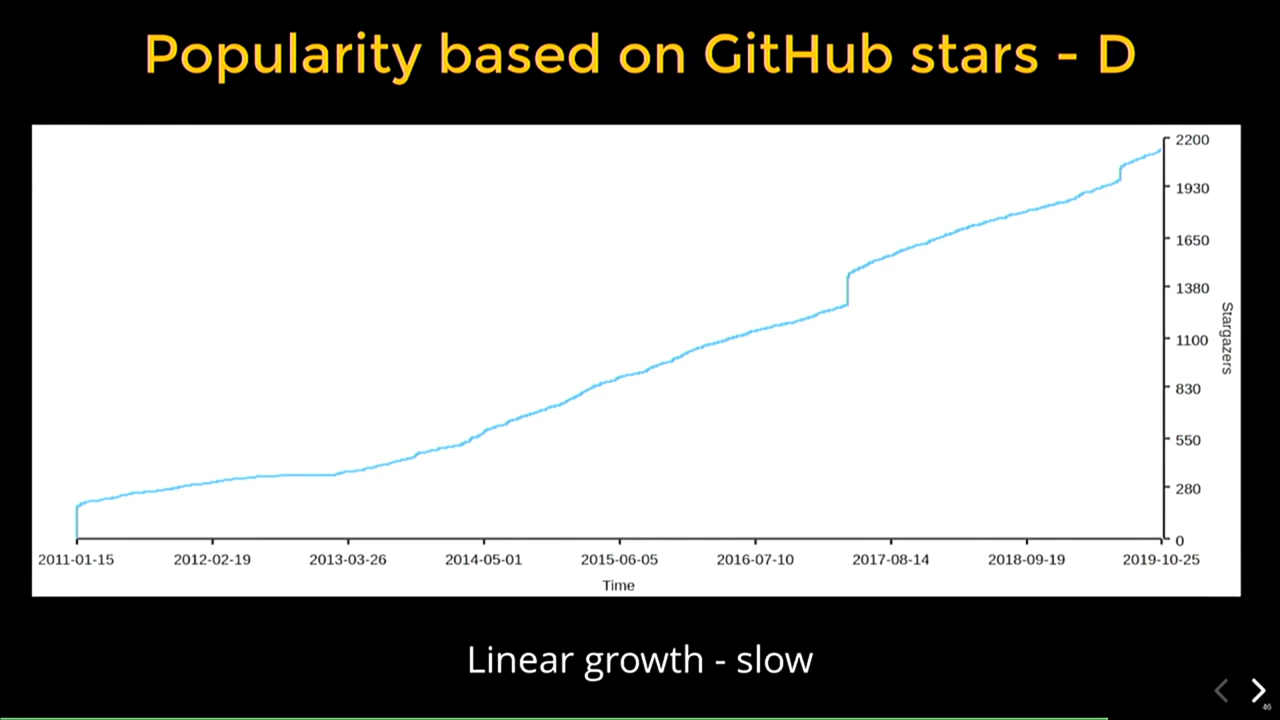 Popularity based on GitHub stars - D
2200
1930
1650
1380
1100
830
550
280
0
Stargazers
2011-01-15 2012-02-19 2013-03-26 2014-05-01 2015-06-05 2016-07-10 2017-08-14 2018-09-19 2019-10-25
Time
Linear growth - slow
46